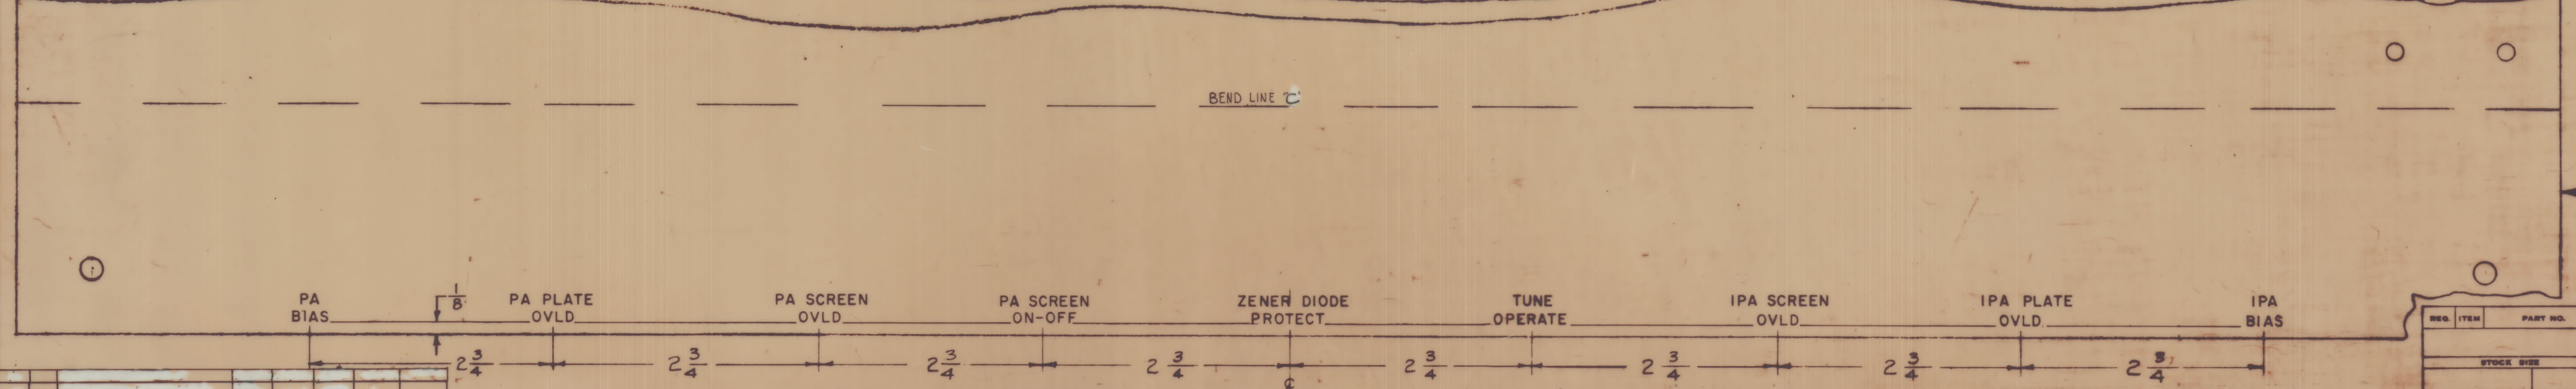 BEND LINE "C"
PA
BIAS
1/8
PA PLATE
OVLD
PA SCREEN
OVLD
PA SCREEN
ON-OFF
ZENER DIODE
PROTECT
TUNE
OPERATE
IPA SCREEN
OVLD
IPA PLATE
OVLD
IPA
BIAS
REQ. ITEM PART NO.
2 3/4 2 3/4 2 3/4 2 3/4 2 3/4 2 3/4 2 3/4 2 3/4
STOCK SIZE